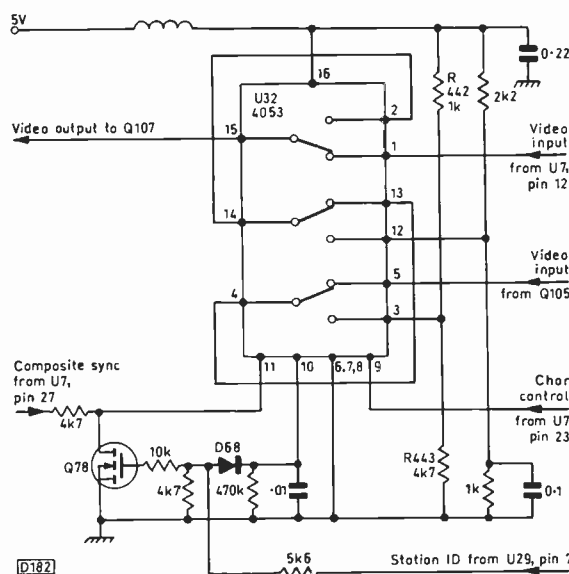 5V
0·22
16
U32
4053
R
442
1k
2k2
2
Video output to Q107
15
1
Video
input
from U7,
pin 12
13
14
12
5
Video
input
from Q105
4
3
11
10
6,7,8
9
Composite sync
from U7,
pin 27
4k7
Char
control
from U7
pin 23
Q78
10k
D68
4k7
470k
·01
R443
4k7
1k
0·1
5k6
Station ID from U29, pin 7
D182